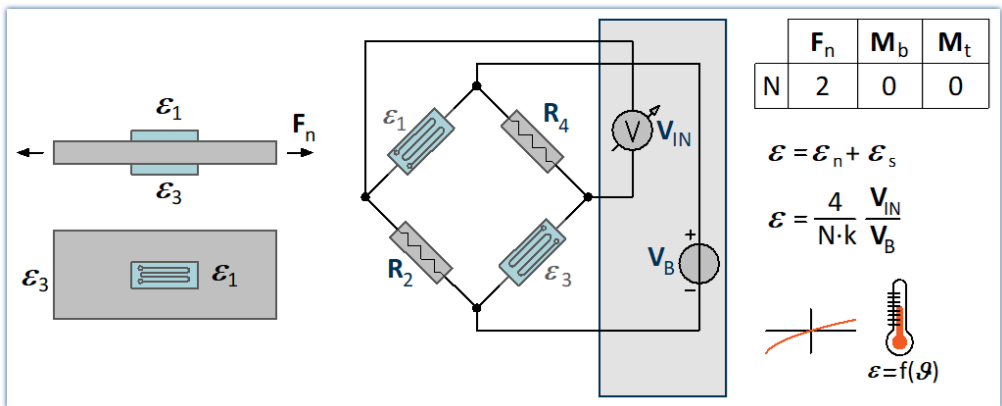 ε1
Fn
ε3
ε3
ε1
ε1
R4
R2
ε3
V
VIN
VB
+
−
Fn Mb Mt
N 2 0 0
ε = εn + εs
ε = 4/N·k VIN/VB
ε=f(ϑ)